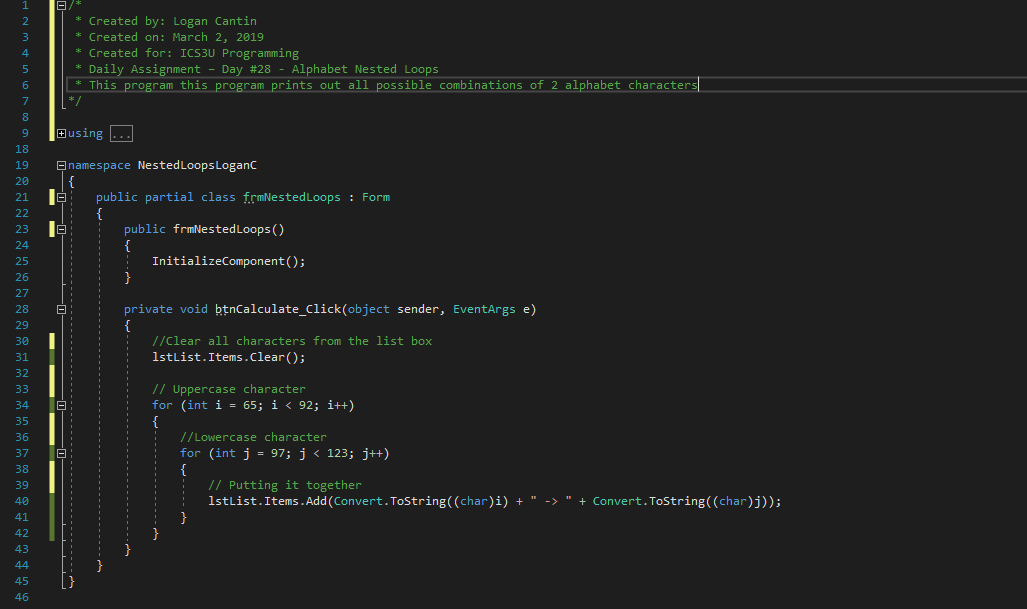 1 /*
2 * Created by: Logan Cantin
3 * Created on: March 2, 2019
4 * Created for: ICS3U Programming
5 * Daily Assignment – Day #28 - Alphabet Nested Loops
6 * This program this program prints out all possible combinations of 2 alphabet characters
7 */
8
9 using ...
18
19 namespace NestedLoopsLoganC
20 {
21 public partial class frmNestedLoops : Form
22 {
23 public frmNestedLoops()
24 {
25 InitializeComponent();
26 }
27
28 private void btnCalculate_Click(object sender, EventArgs e)
29 {
30 //Clear all characters from the list box
31 lstList.Items.Clear();
32
33 // Uppercase character
34 for (int i = 65; i < 92; i++)
35 {
36 //Lowercase character
37 for (int j = 97; j < 123; j++)
38 {
39 // Putting it together
40 lstList.Items.Add(Convert.ToString((char)i) + " -> " + Convert.ToString((char)j));
41 }
42 }
43 }
44 }
45 }
46